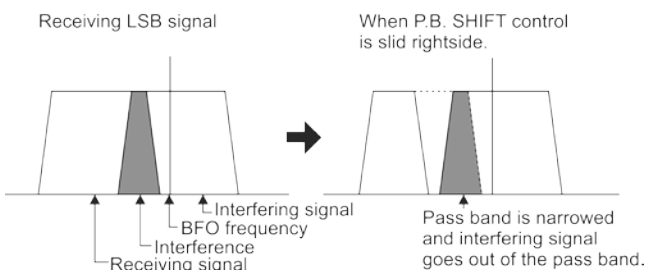 Receiving LSB signal
When P.B. SHIFT control
is slid rightside.
Interfering signal
BFO frequency
Interference
Receiving signal
Pass band is narrowed
and interfering signal
goes out of the pass band.